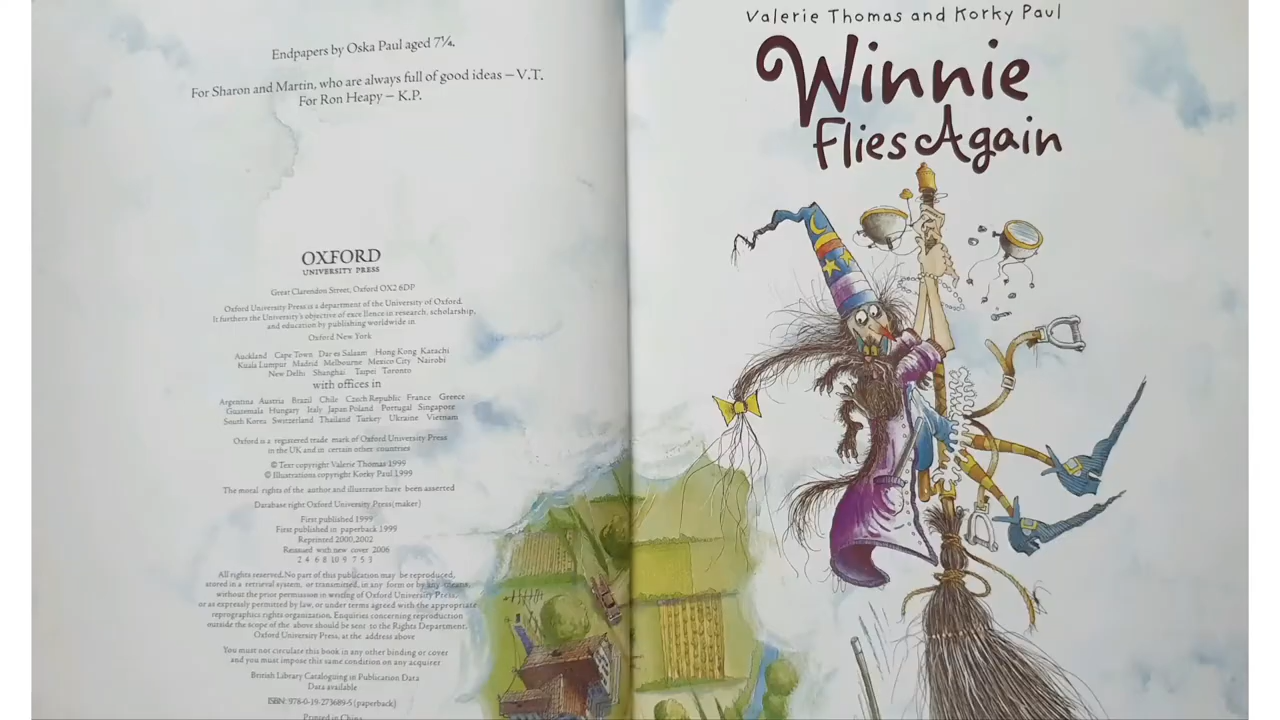 Endpapers by Oska Paul aged 7¼.
For Sharon and Martin, who are always full of good ideas – V.T.
For Ron Heapy – K.P.
OXFORD
UNIVERSITY PRESS
Great Clarendon Street, Oxford OX2 6DP
Oxford University Press is a department of the University of Oxford.
It furthers the University's objective of excellence in research, scholarship,
and education by publishing worldwide in
Oxford New York
Auckland Cape Town Dar es Salaam Hong Kong Karachi
Kuala Lumpur Madrid Melbourne Mexico City Nairobi
New Delhi Shanghai Taipei Toronto
with offices in
Argentina Austria Brazil Chile Czech Republic France Greece
Guatemala Hungary Italy Japan Poland Portugal Singapore
South Korea Switzerland Thailand Turkey Ukraine Vietnam
Oxford is a registered trade mark of Oxford University Press
in the UK and in certain other countries
© Text copyright Valerie Thomas 1999
© Illustrations copyright Korky Paul 1999
The moral rights of the author and illustrator have been asserted
Database right Oxford University Press (maker)
First published 1999
First published in paperback 1999
Reprinted 2000, 2002
Reissued with new cover 2006
2 4 6 8 10 9 7 5 3
All rights reserved. No part of this publication may be reproduced,
stored in a retrieval system, or transmitted, in any form or by any means,
without the prior permission in writing of Oxford University Press,
or as expressly permitted by law, or under terms agreed with the appropriate
reprographics rights organization. Enquiries concerning reproduction
outside the scope of the above should be sent to the Rights Department,
Oxford University Press, at the address above
You must not circulate this book in any other binding or cover
and you must impose this same condition on any acquirer
British Library Cataloguing in Publication Data
Data available
ISBN: 978-0-19-273689-5 (paperback)
Printed in China
Valerie Thomas and Korky Paul
Winnie
Flies Again